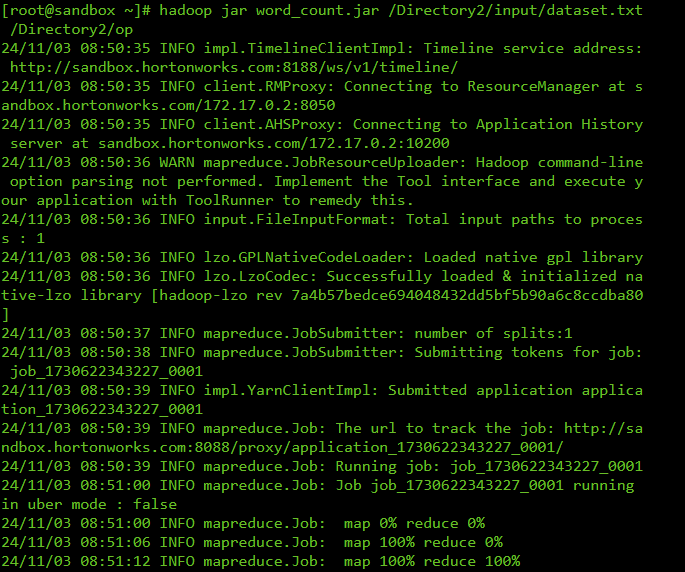 [root@sandbox ~]# hadoop jar word_count.jar /Directory2/input/dataset.txt
 /Directory2/op
24/11/03 08:50:35 INFO impl.TimelineClientImpl: Timeline service address:
 http://sandbox.hortonworks.com:8188/ws/v1/timeline/
24/11/03 08:50:35 INFO client.RMProxy: Connecting to ResourceManager at s
andbox.hortonworks.com/172.17.0.2:8050
24/11/03 08:50:35 INFO client.AHSProxy: Connecting to Application History
 server at sandbox.hortonworks.com/172.17.0.2:10200
24/11/03 08:50:36 WARN mapreduce.JobResourceUploader: Hadoop command-line
 option parsing not performed. Implement the Tool interface and execute y
our application with ToolRunner to remedy this.
24/11/03 08:50:36 INFO input.FileInputFormat: Total input paths to proces
s : 1
24/11/03 08:50:36 INFO lzo.GPLNativeCodeLoader: Loaded native gpl library
24/11/03 08:50:36 INFO lzo.LzoCodec: Successfully loaded & initialized na
tive-lzo library [hadoop-lzo rev 7a4b57bedce694048432dd5bf5b90a6c8ccdba80
]
24/11/03 08:50:37 INFO mapreduce.JobSubmitter: number of splits:1
24/11/03 08:50:38 INFO mapreduce.JobSubmitter: Submitting tokens for job:
 job_1730622343227_0001
24/11/03 08:50:39 INFO impl.YarnClientImpl: Submitted application applica
tion_1730622343227_0001
24/11/03 08:50:39 INFO mapreduce.Job: The url to track the job: http://sa
ndbox.hortonworks.com:8088/proxy/application_1730622343227_0001/
24/11/03 08:50:39 INFO mapreduce.Job: Running job: job_1730622343227_0001
24/11/03 08:51:00 INFO mapreduce.Job: Job job_1730622343227_0001 running
in uber mode : false
24/11/03 08:51:00 INFO mapreduce.Job:  map 0% reduce 0%
24/11/03 08:51:06 INFO mapreduce.Job:  map 100% reduce 0%
24/11/03 08:51:12 INFO mapreduce.Job:  map 100% reduce 100%